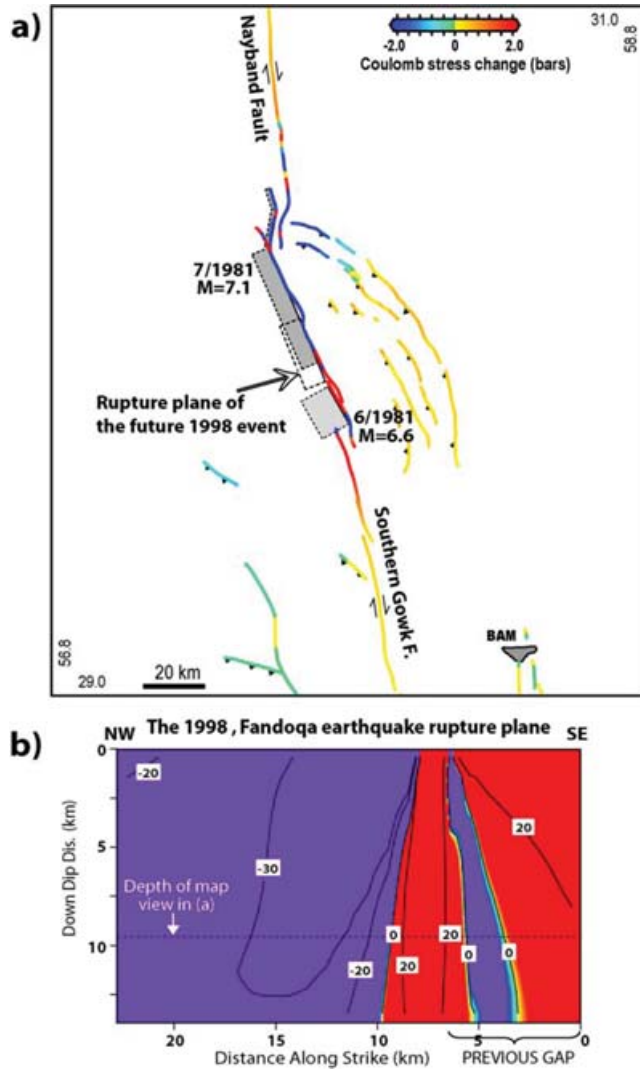 a)
31.0
58.8
-2.0 0 2.0
Coulomb stress change (bars)
Nayband Fault
7/1981
M=7.1
Rupture plane of
the future 1998 event
6/1981
M=6.6
Southern Gowk F.
BAM
56.8
29.0
20 km
b)
NW The 1998 , Fandoqa earthquake rupture plane SE
Down Dip Dis. (km)
0
5
10
-20
-30
20
Depth of map
view in (a)
0
20
0
0
-20
20
20 15 10 5 0
Distance Along Strike (km)
PREVIOUS GAP